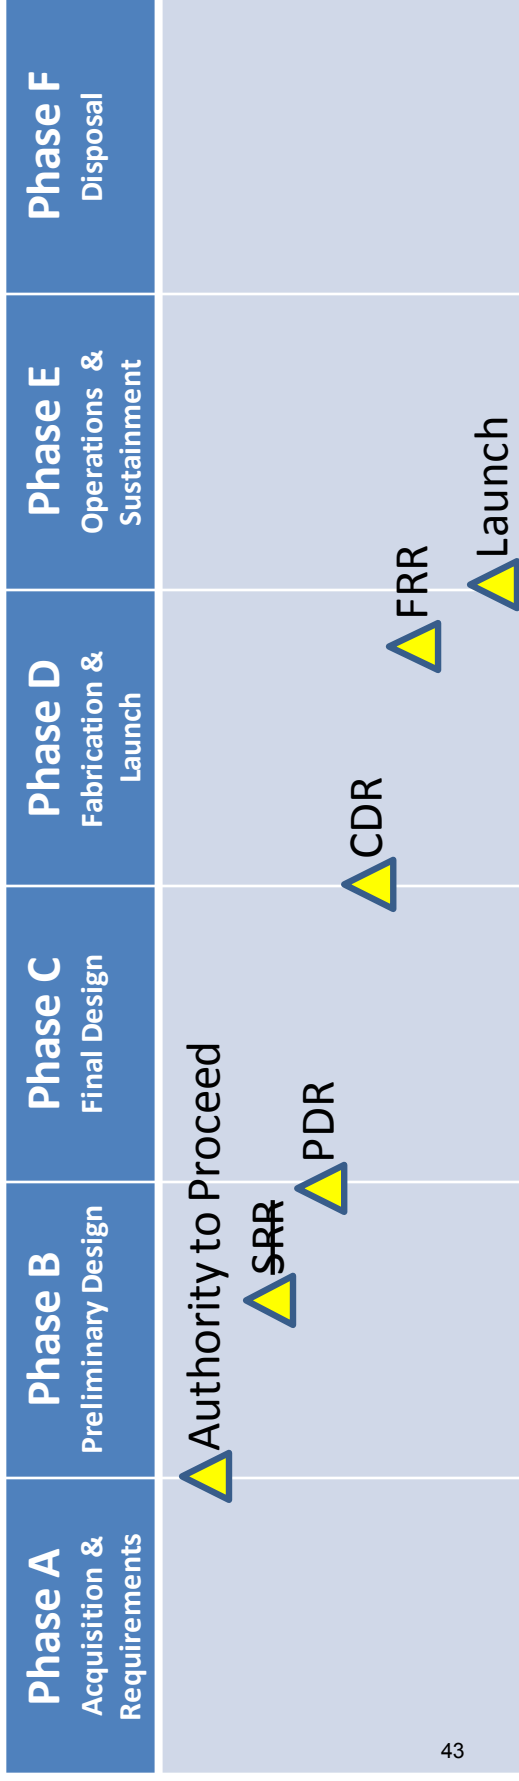 Phase A
Acquisition &
Requirements
Phase B
Preliminary Design
Phase C
Final Design
Phase D
Fabrication &
Launch
Phase E
Operations &
Sustainment
Phase F
Disposal
Authority to Proceed
SRR
PDR
CDR
FRR
Launch
43